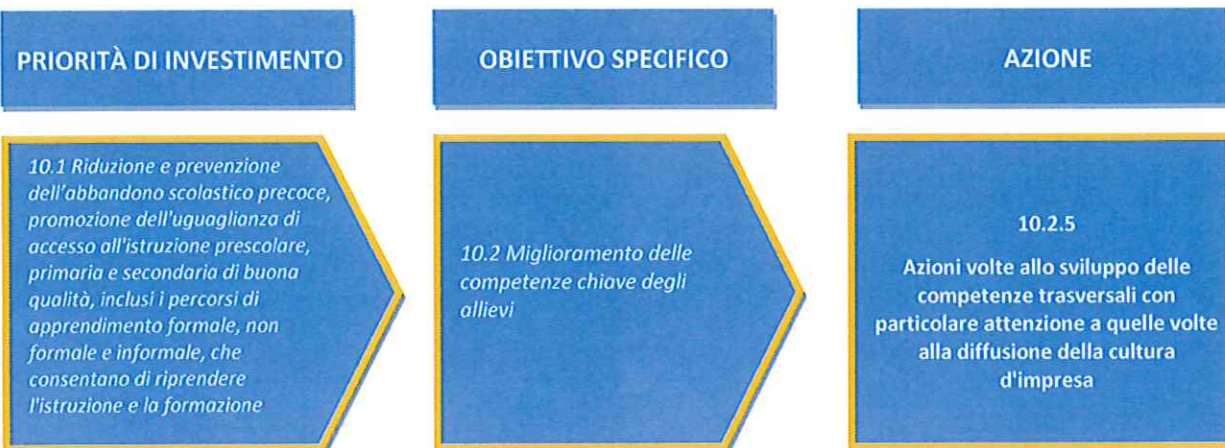 PRIORITÀ DI INVESTIMENTO
10.1 Riduzione e prevenzione
dell'abbandono scolastico precoce,
promozione dell'uguaglianza di
accesso all'istruzione prescolare,
primaria e secondaria di buona
qualità, inclusi i percorsi di
apprendimento formale, non
formale e informale, che
consentano di riprendere
l'istruzione e la formazione
OBIETTIVO SPECIFICO
10.2 Miglioramento delle
competenze chiave degli
allievi
AZIONE
10.2.5
Azioni volte allo sviluppo delle
competenze trasversali con
particolare attenzione a quelle volte
alla diffusione della cultura
d'impresa